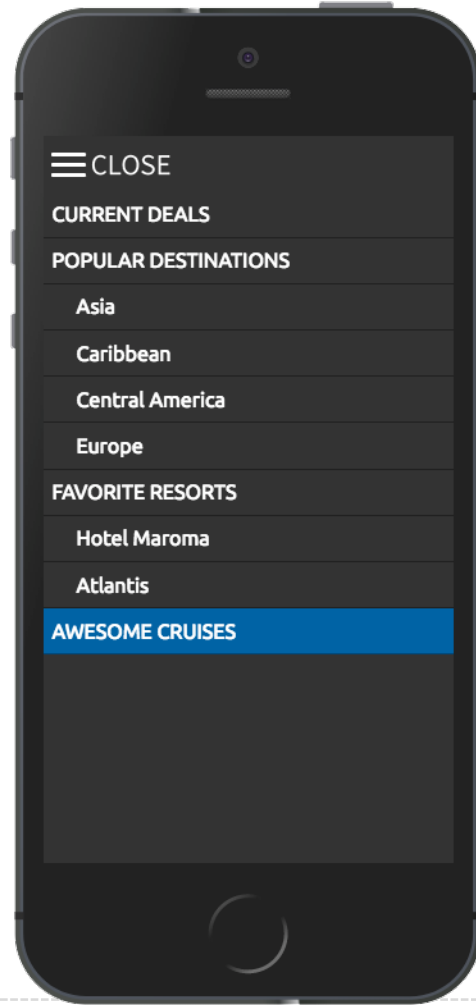 CLOSE
CURRENT DEALS
POPULAR DESTINATIONS
Asia
Caribbean
Central America
Europe
FAVORITE RESORTS
Hotel Maroma
Atlantis
AWESOME CRUISES